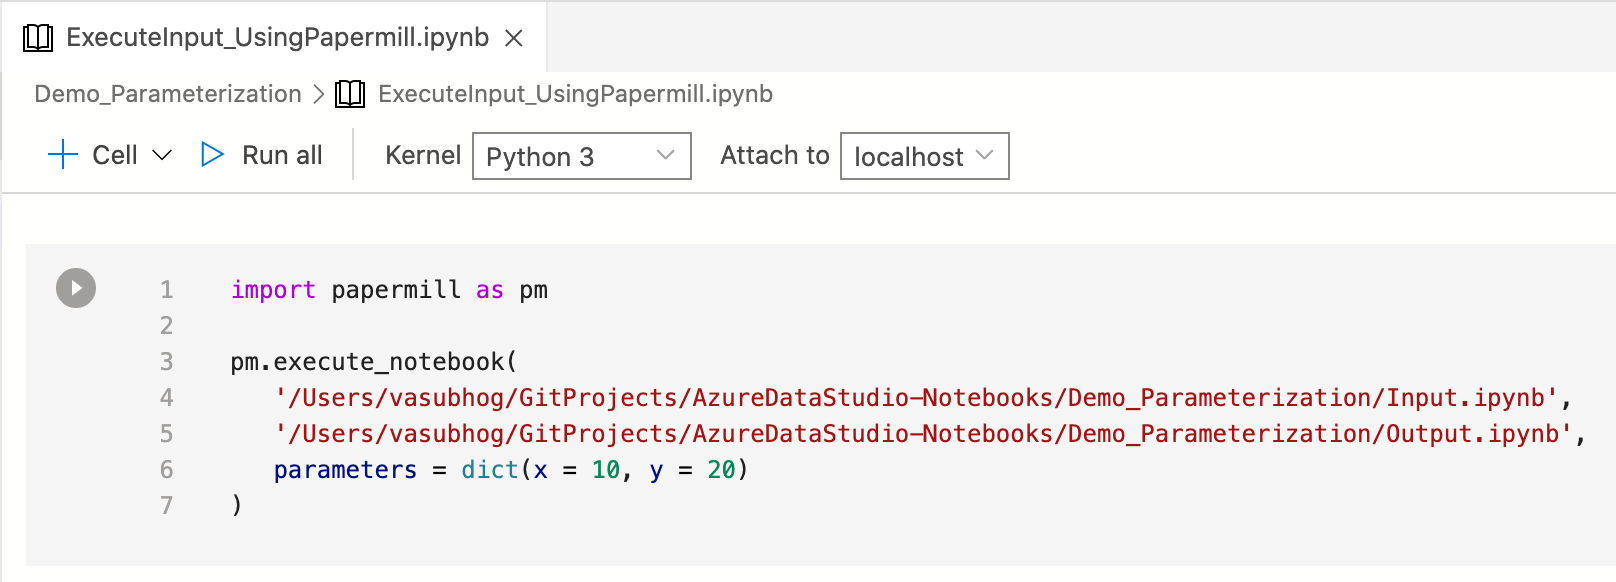 ExecuteInput_UsingPapermill.ipynb
Demo_Parameterization > ExecuteInput_UsingPapermill.ipynb
Cell Run all Kernel Python 3 Attach to localhost
1 import papermill as pm
2
3 pm.execute_notebook(
4 '/Users/vasubhog/GitProjects/AzureDataStudio-Notebooks/Demo_Parameterization/Input.ipynb',
5 '/Users/vasubhog/GitProjects/AzureDataStudio-Notebooks/Demo_Parameterization/Output.ipynb',
6 parameters = dict(x = 10, y = 20)
7 )